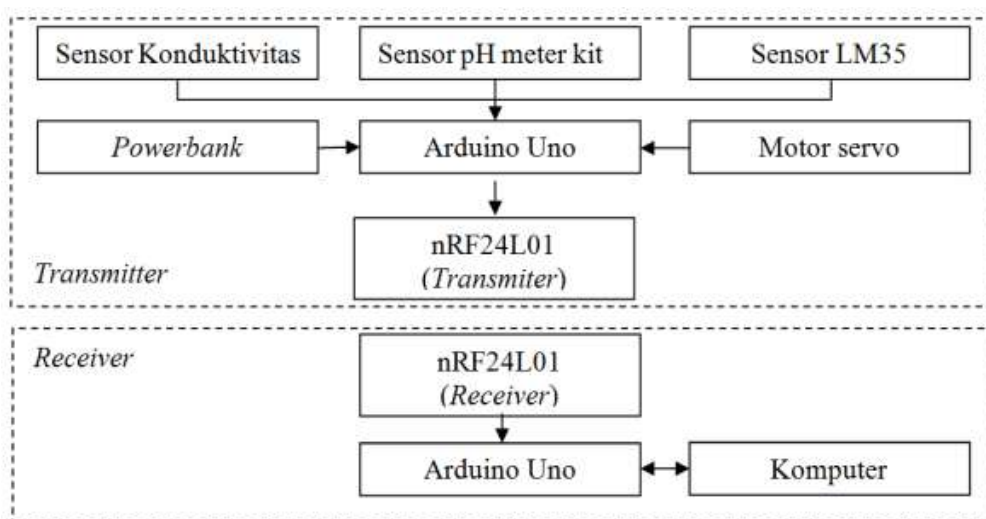 Sensor Konduktivitas
Sensor pH meter kit
Sensor LM35
Powerbank
Arduino Uno
Motor servo
nRF24L01
(Transmiter)
Transmitter
Receiver
nRF24L01
(Receiver)
Arduino Uno
Komputer